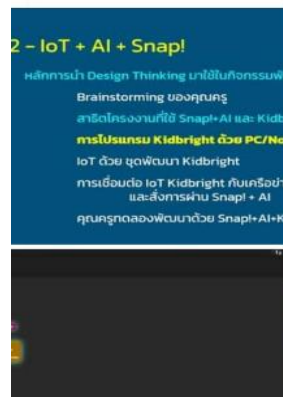 2 – IoT + AI + Snap!
หลักการนำ Design Thinking มาใช้ในกิจกรรมพั
Brainstorming ของคุณครู
สาธิตโครงงานที่ใช้ Snap!+AI และ Kidb
การโปรแกรม Kidbright ด้วย PC/No
IoT ด้วย ชุดพัฒนา Kidbright
การเชื่อมต่อ IoT Kidbright กับเครือข่า
และสั่งการผ่าน Snap! + AI
คุณครูทดลองพัฒนาด้วย Snap!+AI+K